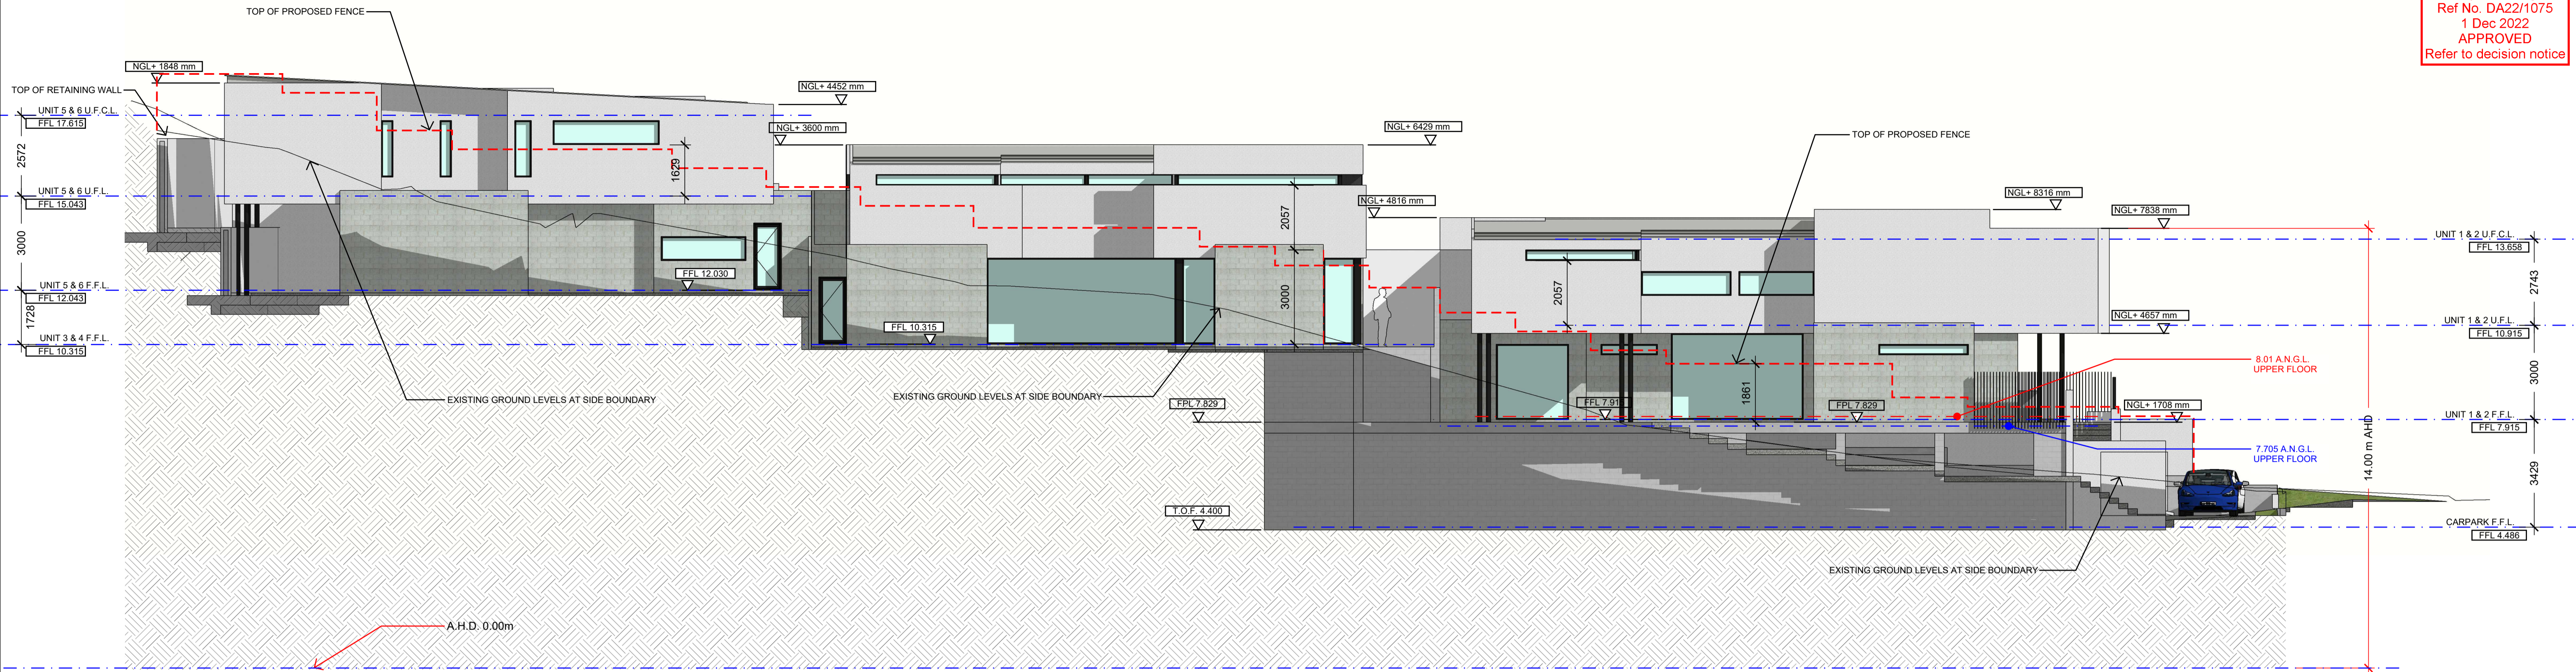 Ref No. DA22/1075
1 Dec 2022
APPROVED
Refer to decision notice
TOP OF PROPOSED FENCE
NGL+ 1848 mm
TOP OF RETAINING WALL
UNIT 5 & 6 U.F.C.L.
FFL 17.615
2572
UNIT 5 & 6 U.F.L.
FFL 15.043
3000
UNIT 5 & 6 F.F.L.
FFL 12.043
1728
UNIT 3 & 4 F.F.L.
FFL 10.315
NGL+ 4452 mm
NGL+ 3600 mm
1629
FFL 12.030
FFL 10.315
EXISTING GROUND LEVELS AT SIDE BOUNDARY
EXISTING GROUND LEVELS AT SIDE BOUNDARY
2057
3000
NGL+ 6429 mm
NGL+ 4816 mm
TOP OF PROPOSED FENCE
2057
1861
FPL 7.829
FFL 7.91
FPL 7.829
T.O.F. 4.400
NGL+ 8316 mm
NGL+ 7838 mm
NGL+ 4657 mm
NGL+ 1708 mm
8.01 A.N.G.L.
UPPER FLOOR
7.705 A.N.G.L.
UPPER FLOOR
EXISTING GROUND LEVELS AT SIDE BOUNDARY
14.00 m AHD
UNIT 1 & 2 U.F.C.L.
FFL 13.658
2743
UNIT 1 & 2 U.F.L.
FFL 10.915
3000
UNIT 1 & 2 F.F.L.
FFL 7.915
3429
CARPARK F.F.L.
FFL 4.486
A.H.D. 0.00m